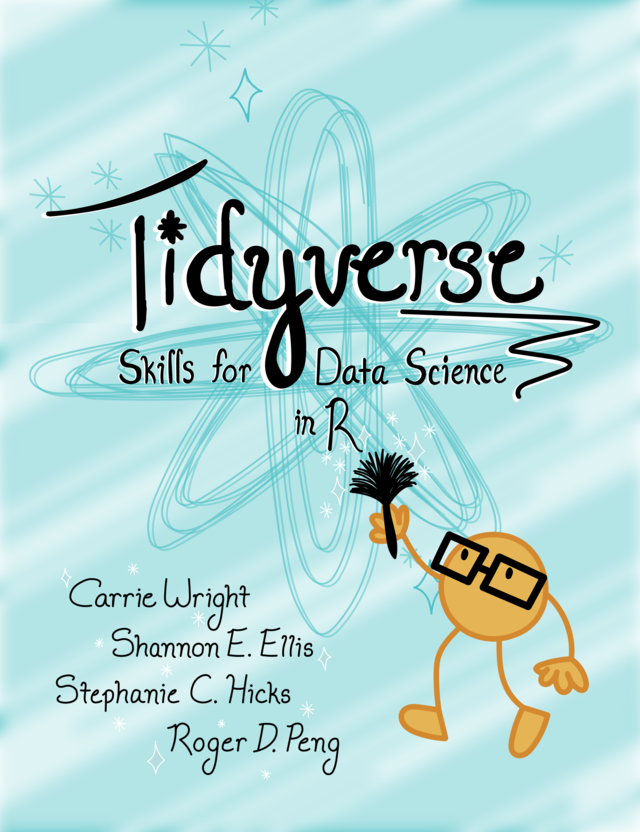 Tidyverse
Skills for Data Science
in R
Carrie Wright
Shannon E. Ellis
Stephanie C. Hicks
Roger D. Peng